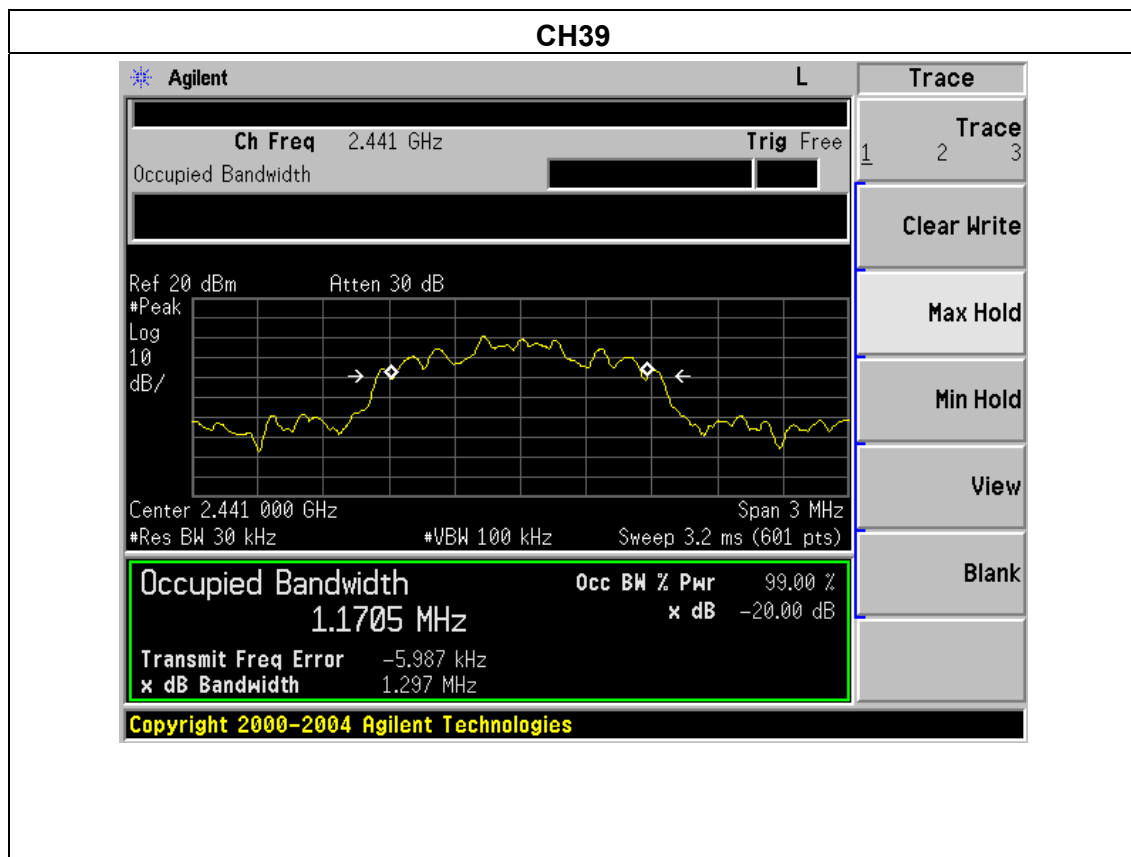 CH39
Agilent L Trace
Ch Freq 2.441 GHz Trig Free
Occupied Bandwidth
Trace
1 2 3
Clear Write
Max Hold
Min Hold
View
Blank
Ref 20 dBm Atten 30 dB
#Peak
Log
10
dB/
Center 2.441 000 GHz Span 3 MHz
#Res BW 30 kHz #VBW 100 kHz Sweep 3.2 ms (601 pts)
Occupied Bandwidth Occ BW % Pwr 99.00 %
1.1705 MHz x dB -20.00 dB
Transmit Freq Error -5.987 kHz
x dB Bandwidth 1.297 MHz
Copyright 2000-2004 Agilent Technologies